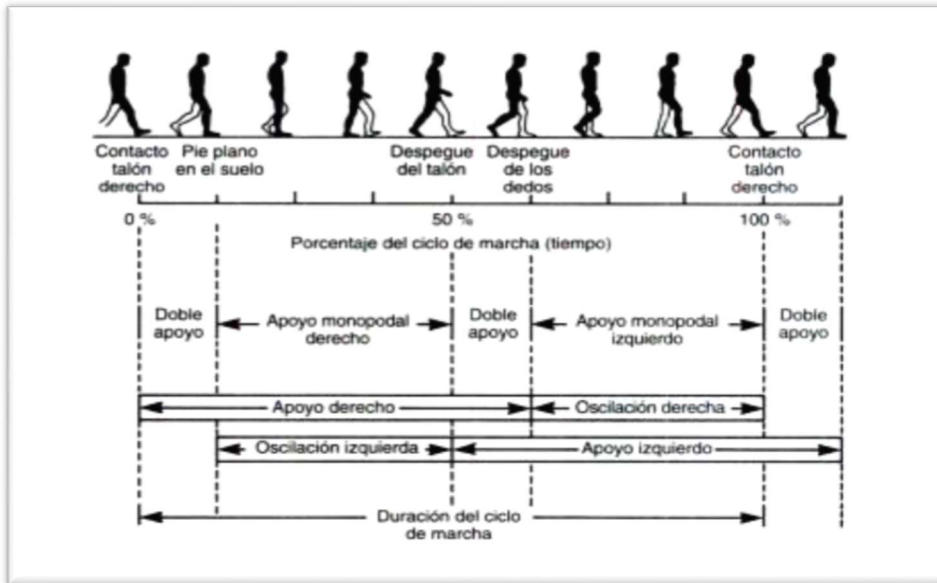 Contacto talón derecho
Pie plano en el suelo
Despegue del talón
Despegue de los dedos
Contacto talón derecho
0 %
50 %
100 %
Porcentaje del ciclo de marcha (tiempo)
Doble apoyo
Apoyo monopodal derecho
Doble apoyo
Apoyo monopodal izquierdo
Doble apoyo
Apoyo derecho
Oscilación derecha
Oscilación izquierda
Apoyo izquierdo
Duración del ciclo de marcha